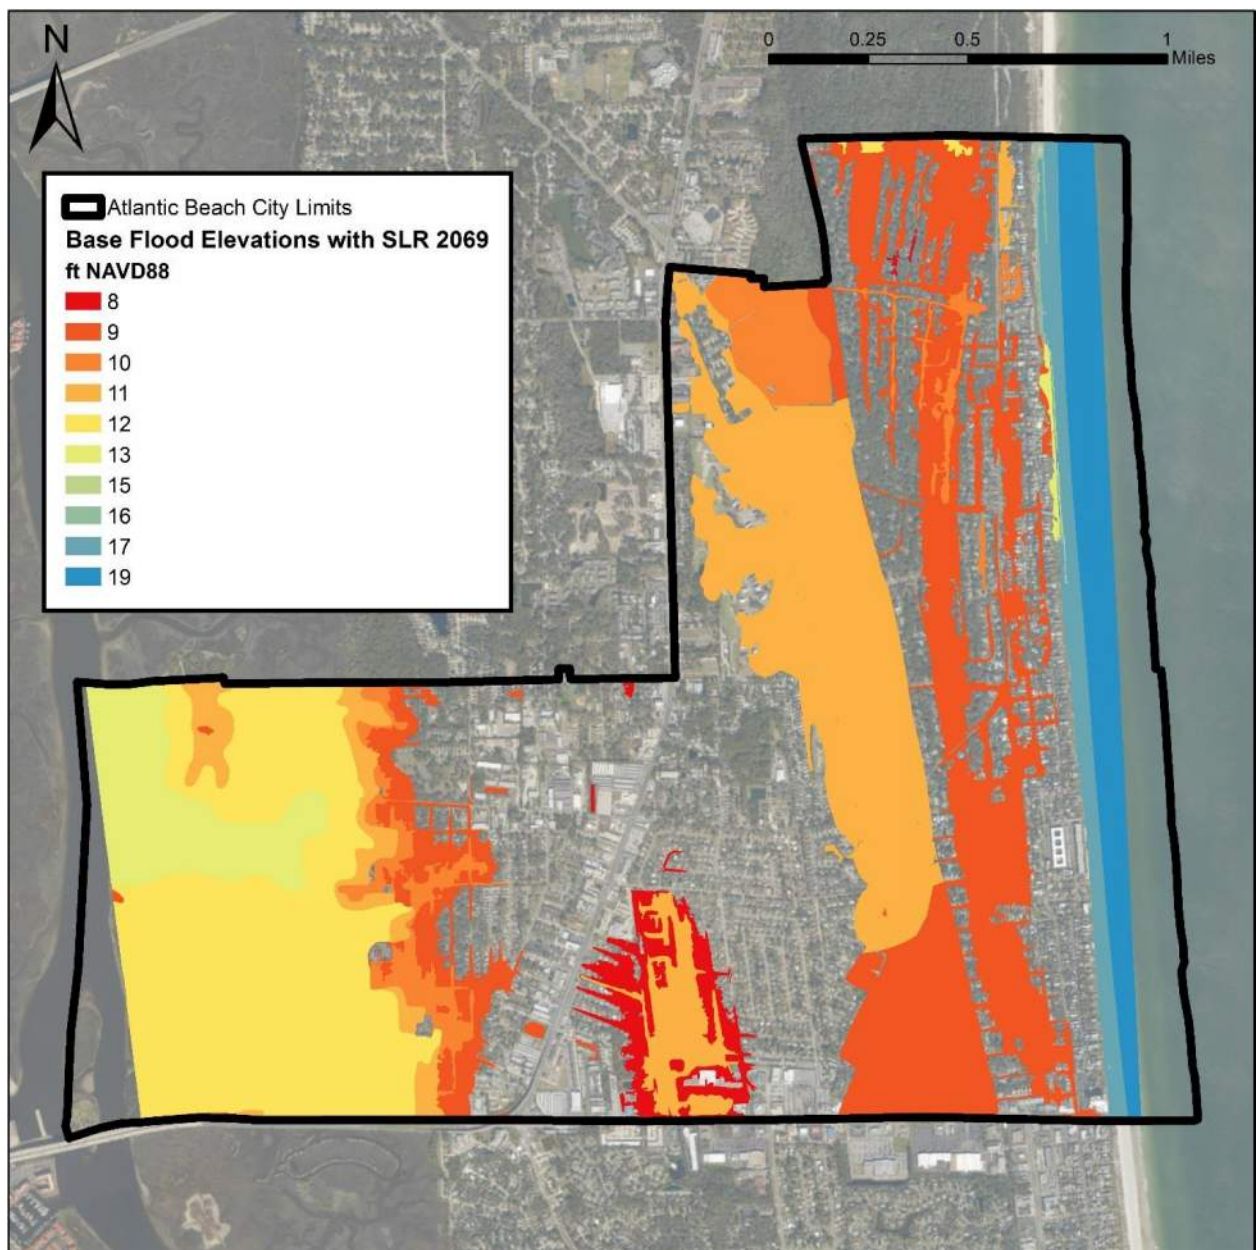 N
0 0.25 0.5 1
Miles
Atlantic Beach City Limits
Base Flood Elevations with SLR 2069
ft NAVD88
8
9
10
11
12
13
15
16
17
19